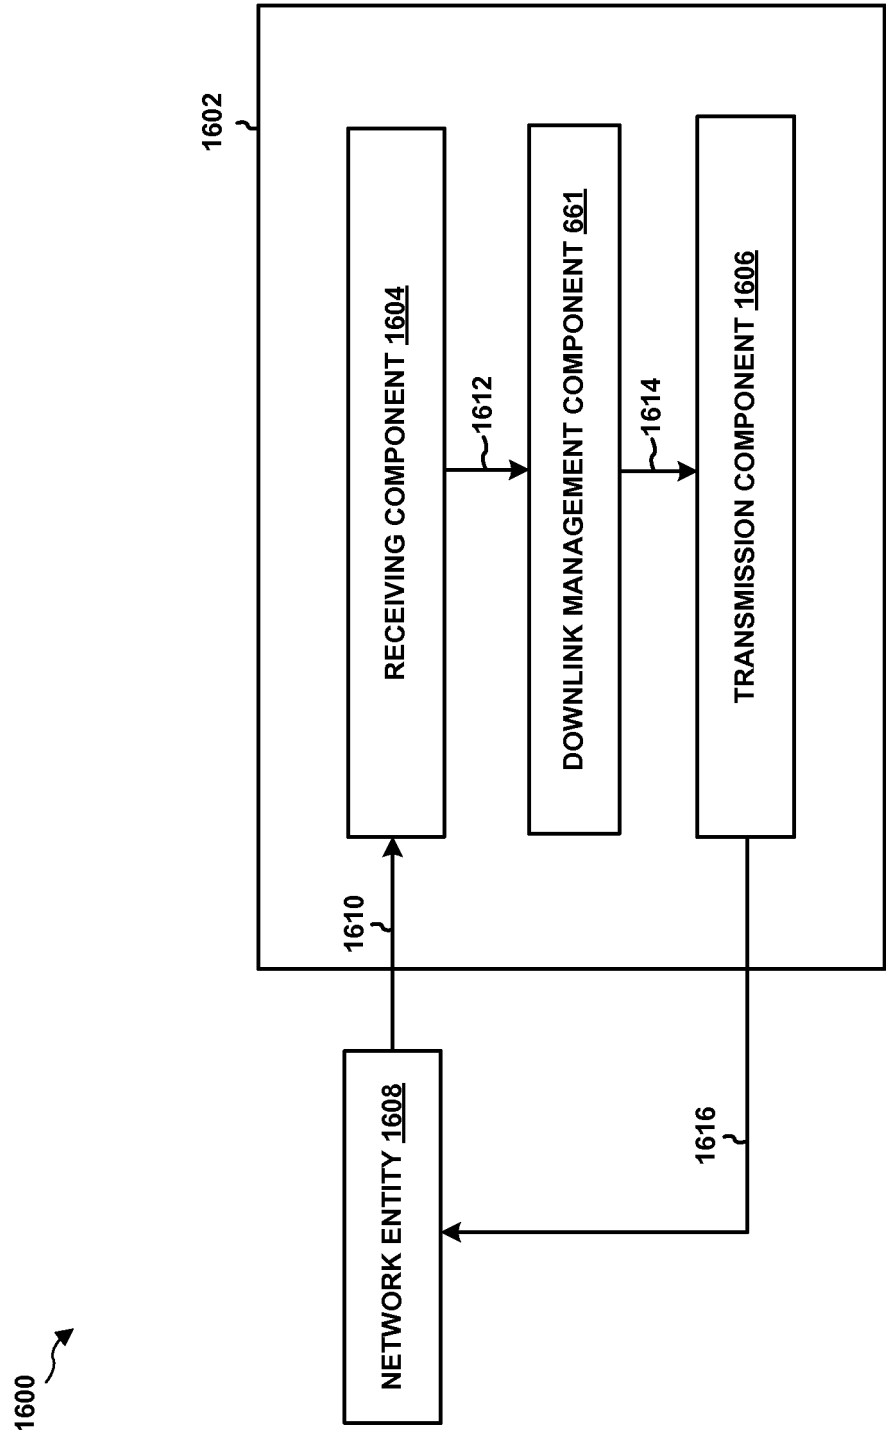 1600
1602
NETWORK ENTITY 1608
1610
RECEIVING COMPONENT 1604
1612
DOWNLINK MANAGEMENT COMPONENT 661
1614
TRANSMISSION COMPONENT 1606
1616